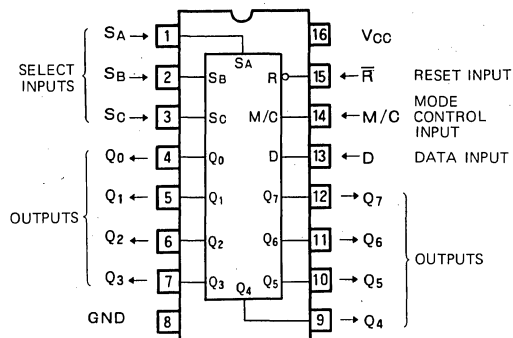 SA → 1 16 VCC
SA
SELECT INPUTS
SB → 2 SB R 15 ← R̅ RESET INPUT
SC → 3 SC M/C 14 ← M/C MODE CONTROL INPUT
Q0 ← 4 Q0 D 13 ← D DATA INPUT
Q1 ← 5 Q1 Q7 12 → Q7
OUTPUTS
Q2 ← 6 Q2 Q6 11 → Q6
OUTPUTS
Q3 ← 7 Q3 Q4 Q5 10 → Q5
GND 8 9 → Q4